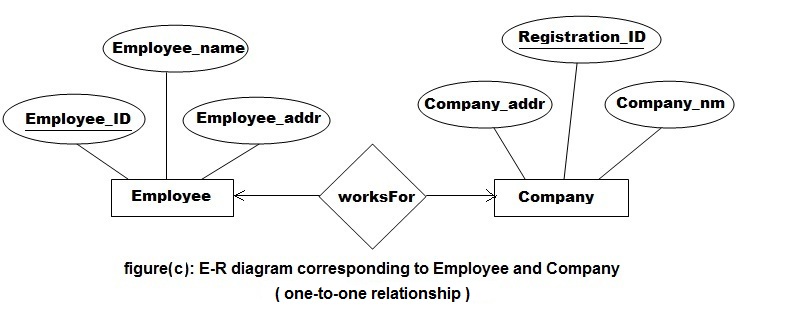 Registration_ID
Employee_name
Company_addr
Company_nm
Employee_ID
Employee_addr
Employee
worksFor
Company
figure(c): E-R diagram corresponding to Employee and Company
( one-to-one relationship )